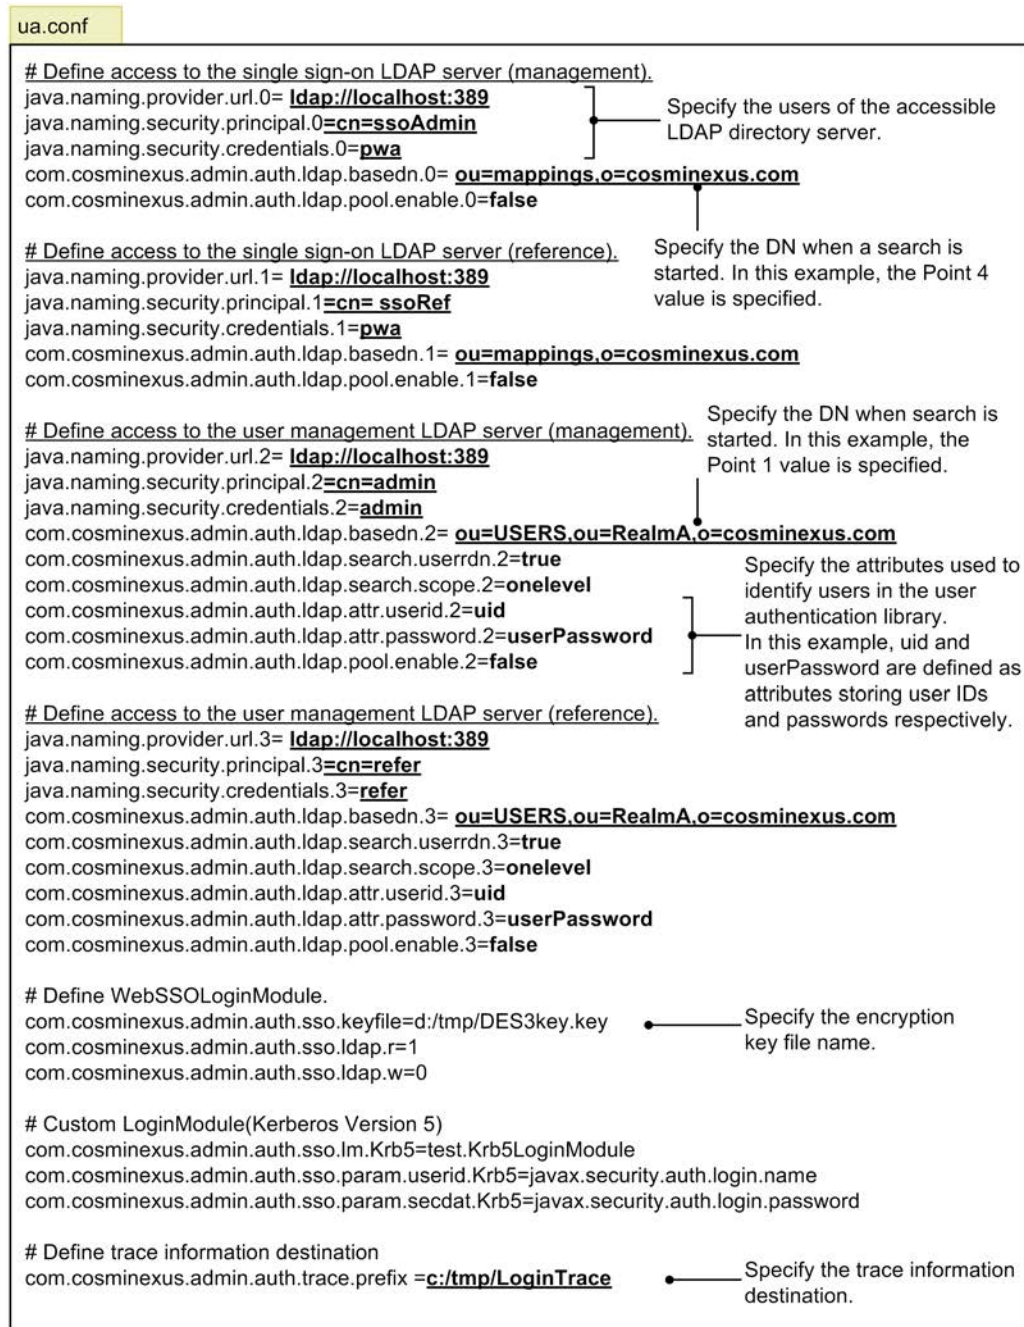 ua.conf
# Define access to the single sign-on LDAP server (management).
java.naming.provider.url.0= ldap://localhost:389
java.naming.security.principal.0=cn=ssoAdmin
java.naming.security.credentials.0=pwa
com.cosminexus.admin.auth.ldap.basedn.0= ou=mappings,o=cosminexus.com
com.cosminexus.admin.auth.ldap.pool.enable.0=false
Specify the users of the accessible
LDAP directory server.
Specify the DN when a search is
started. In this example, the Point 4
value is specified.
# Define access to the single sign-on LDAP server (reference).
java.naming.provider.url.1= ldap://localhost:389
java.naming.security.principal.1=cn= ssoRef
java.naming.security.credentials.1=pwa
com.cosminexus.admin.auth.ldap.basedn.1= ou=mappings,o=cosminexus.com
com.cosminexus.admin.auth.ldap.pool.enable.1=false
# Define access to the user management LDAP server (management).
java.naming.provider.url.2= ldap://localhost:389
java.naming.security.principal.2=cn=admin
java.naming.security.credentials.2=admin
com.cosminexus.admin.auth.ldap.basedn.2= ou=USERS,ou=RealmA,o=cosminexus.com
com.cosminexus.admin.auth.ldap.search.userrdn.2=true
com.cosminexus.admin.auth.ldap.search.scope.2=onelevel
com.cosminexus.admin.auth.ldap.attr.userid.2=uid
com.cosminexus.admin.auth.ldap.attr.password.2=userPassword
com.cosminexus.admin.auth.ldap.pool.enable.2=false
Specify the DN when search is
started. In this example, the
Point 1 value is specified.
Specify the attributes used to
identify users in the user
authentication library.
In this example, uid and
userPassword are defined as
attributes storing user IDs
and passwords respectively.
# Define access to the user management LDAP server (reference).
java.naming.provider.url.3= ldap://localhost:389
java.naming.security.principal.3=cn=refer
java.naming.security.credentials.3=refer
com.cosminexus.admin.auth.ldap.basedn.3= ou=USERS,ou=RealmA,o=cosminexus.com
com.cosminexus.admin.auth.ldap.search.userrdn.3=true
com.cosminexus.admin.auth.ldap.search.scope.3=onelevel
com.cosminexus.admin.auth.ldap.attr.userid.3=uid
com.cosminexus.admin.auth.ldap.attr.password.3=userPassword
com.cosminexus.admin.auth.ldap.pool.enable.3=false
# Define WebSSOLoginModule.
com.cosminexus.admin.auth.sso.keyfile=d:/tmp/DES3key.key
com.cosminexus.admin.auth.sso.ldap.r=1
com.cosminexus.admin.auth.sso.ldap.w=0
Specify the encryption
key file name.
# Custom LoginModule(Kerberos Version 5)
com.cosminexus.admin.auth.sso.lm.Krb5=test.Krb5LoginModule
com.cosminexus.admin.auth.sso.param.userid.Krb5=javax.security.auth.login.name
com.cosminexus.admin.auth.sso.param.secdat.Krb5=javax.security.auth.login.password
# Define trace information destination
com.cosminexus.admin.auth.trace.prefix =c:/tmp/LoginTrace
Specify the trace information
destination.